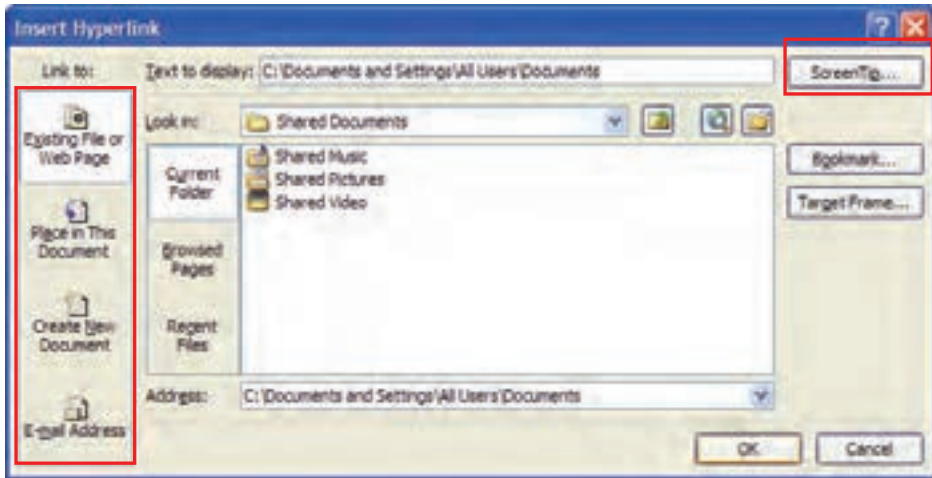 Insert Hyperlink
Link to:
Text to display: C:\Documents and Settings\All Users\Documents
ScreenTip...
Existing File or
Web Page
Look in: Shared Documents
Current
Folder
Shared Music
Shared Pictures
Shared Video
Bookmark...
Target Frame...
Place in This
Document
Browsed
Pages
Create New
Document
Recent
Files
E-mail Address
Address: C:\Documents and Settings\All Users\Documents
OK
Cancel